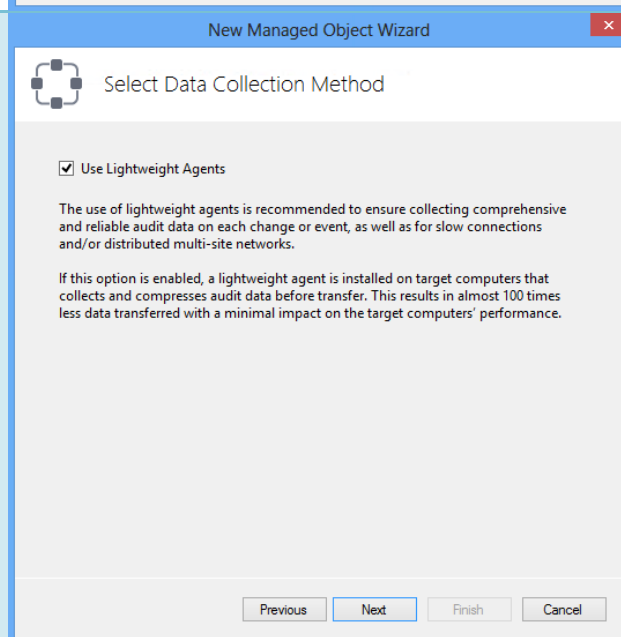 New Managed Object Wizard
Select Data Collection Method
Use Lightweight Agents
The use of lightweight agents is recommended to ensure collecting comprehensive
and reliable audit data on each change or event, as well as for slow connections
and/or distributed multi-site networks.
If this option is enabled, a lightweight agent is installed on target computers that
collects and compresses audit data before transfer. This results in almost 100 times
less data transferred with a minimal impact on the target computers' performance.
Previous Next Finish Cancel